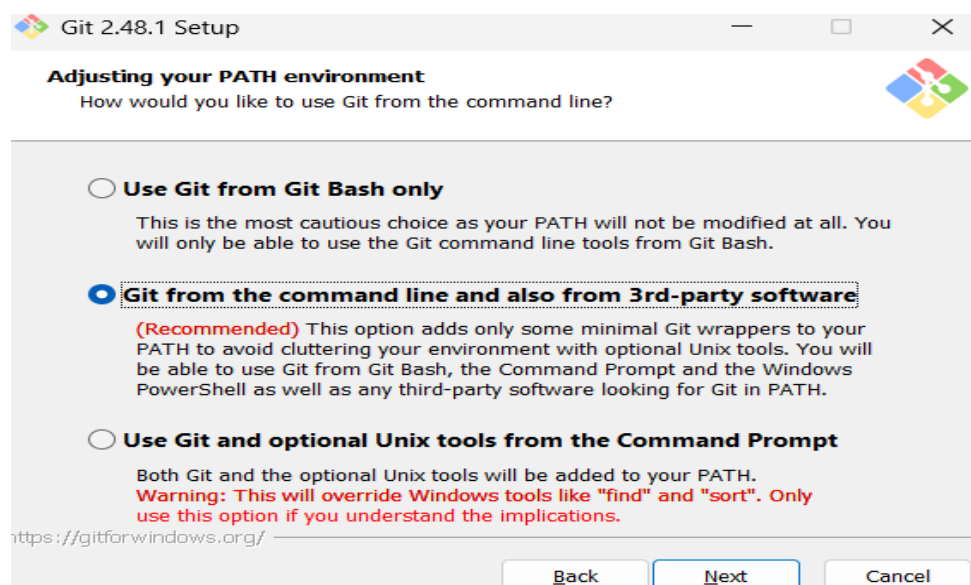 Git 2.48.1 Setup
Adjusting your PATH environment
How would you like to use Git from the command line?
Use Git from Git Bash only
This is the most cautious choice as your PATH will not be modified at all. You
will only be able to use the Git command line tools from Git Bash.
Git from the command line and also from 3rd-party software
(Recommended) This option adds only some minimal Git wrappers to your
PATH to avoid cluttering your environment with optional Unix tools. You will
be able to use Git from Git Bash, the Command Prompt and the Windows
PowerShell as well as any third-party software looking for Git in PATH.
Use Git and optional Unix tools from the Command Prompt
Both Git and the optional Unix tools will be added to your PATH.
Warning: This will override Windows tools like "find" and "sort". Only
use this option if you understand the implications.
https://gitforwindows.org/
Back Next Cancel